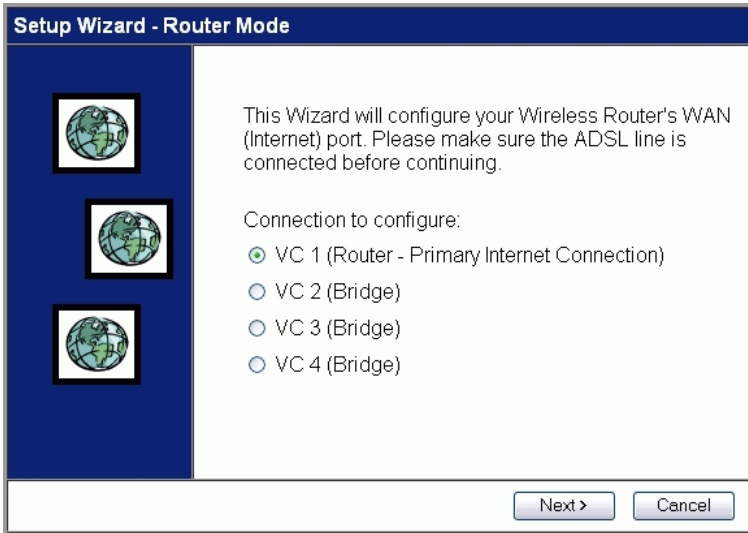 Setup Wizard - Router Mode
This Wizard will configure your Wireless Router's WAN
(Internet) port. Please make sure the ADSL line is
connected before continuing.
Connection to configure:
VC 1 (Router - Primary Internet Connection)
VC 2 (Bridge)
VC 3 (Bridge)
VC 4 (Bridge)
Next >
Cancel